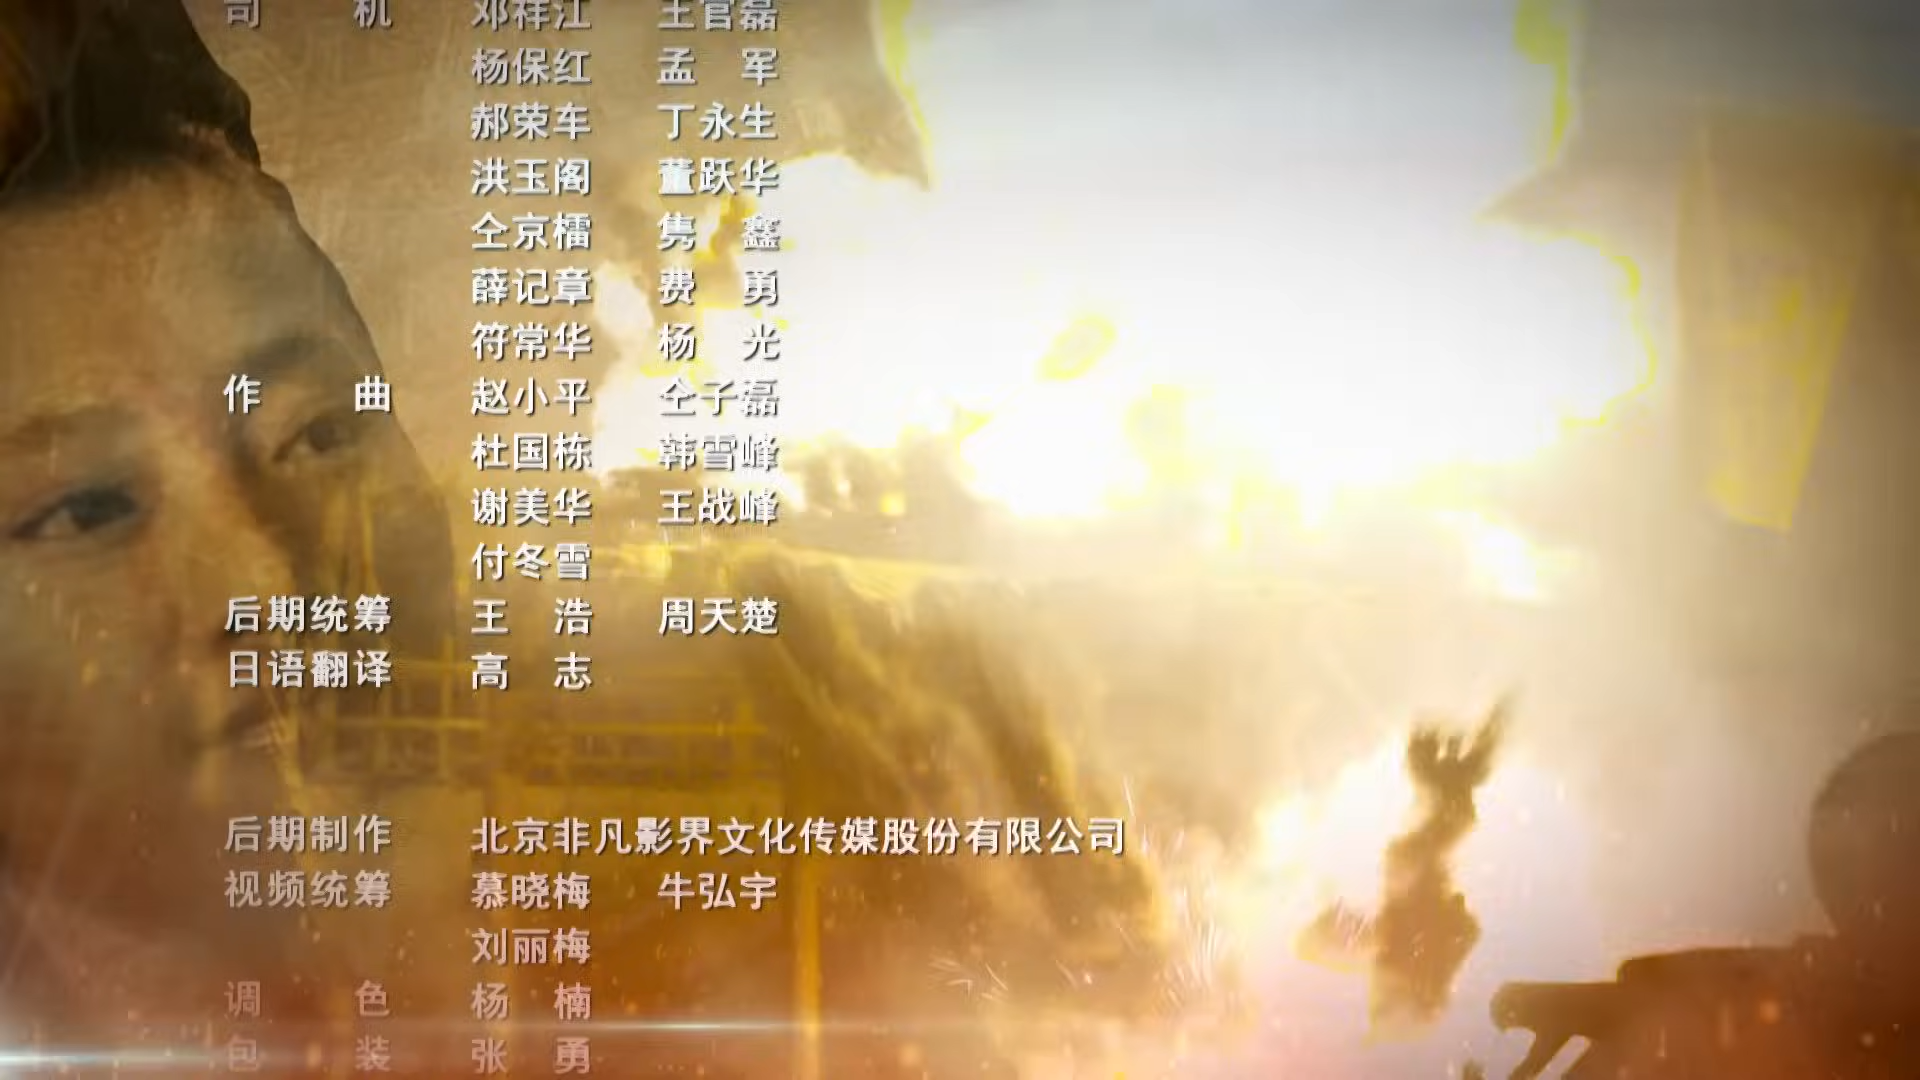 司机 邓祥江 王官磊
杨保红 孟军
郝荣车 丁永生
洪玉阁 董跃华
仝京檑 隽鑫
薛记章 费勇
符常华 杨光
作曲 赵小平 仝子磊
杜国栋 韩雪峰
谢美华 王战峰
付冬雪
后期统筹 王浩 周天楚
日语翻译 高志
后期制作 北京非凡影界文化传媒股份有限公司
视频统筹 慕晓梅 牛弘宇
刘丽梅
调色 杨楠
包装 张勇